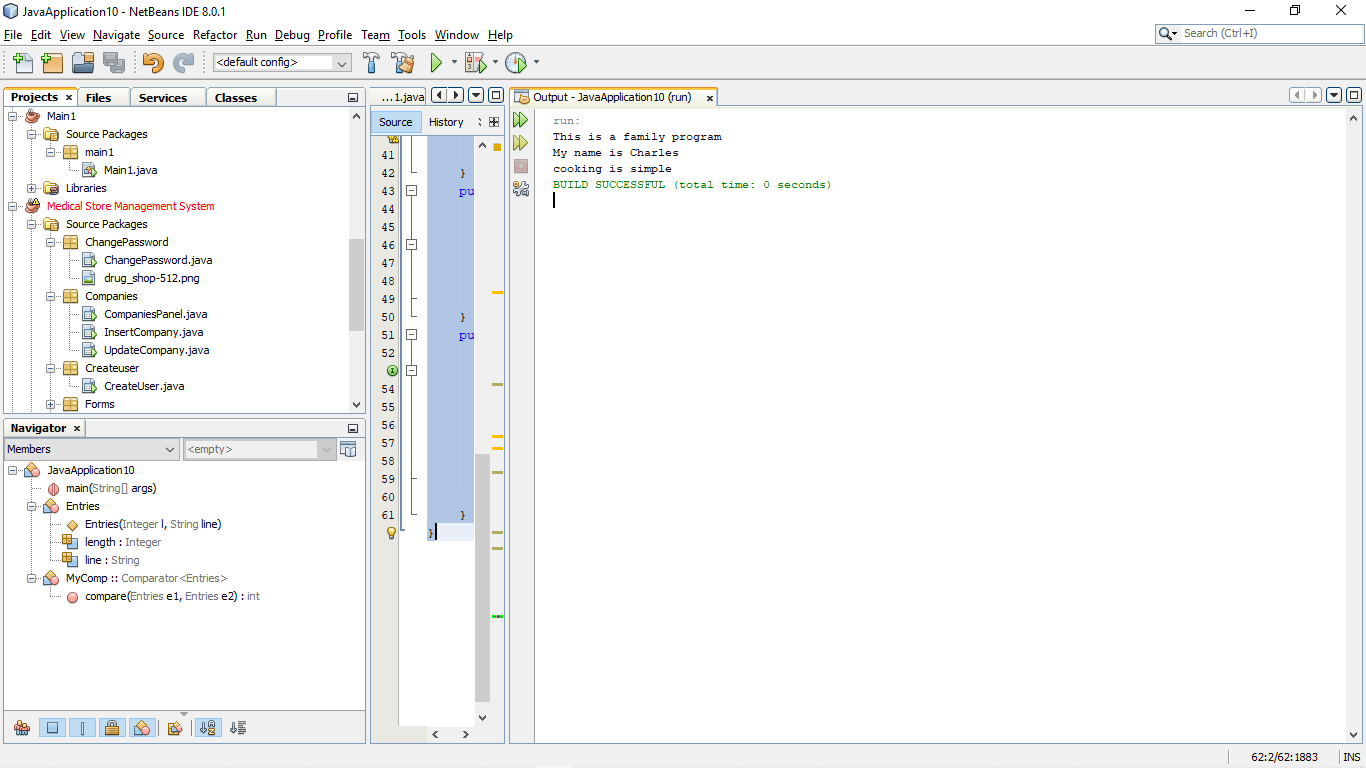 JavaApplication10 - NetBeans IDE 8.0.1
File Edit View Navigate Source Refactor Run Debug Profile Team Tools Window Help
Search (Ctrl+I)
<default config>
Projects Files Services Classes
Main1
Source Packages
main1
Main1.java
Libraries
Medical Store Management System
Source Packages
ChangePassword
ChangePassword.java
drug_shop-512.png
Companies
CompaniesPanel.java
InsertCompany.java
UpdateCompany.java
Createuser
CreateUser.java
Forms
Navigator
Members
<empty>
JavaApplication10
main(String[] args)
Entries
Entries(Integer l, String line)
length : Integer
line : String
MyComp :: Comparator<Entries>
compare(Entries e1, Entries e2) : int
...1.java
Source History
41
42 }
43 pu
44
45
46
47
48
49
50 }
51 pu
52
54
55
56
57
58
59
60
61 }
}
Output - JavaApplication10 (run)
run:
This is a family program
My name is Charles
cooking is simple
BUILD SUCCESSFUL (total time: 0 seconds)
62:2/62:1883 INS